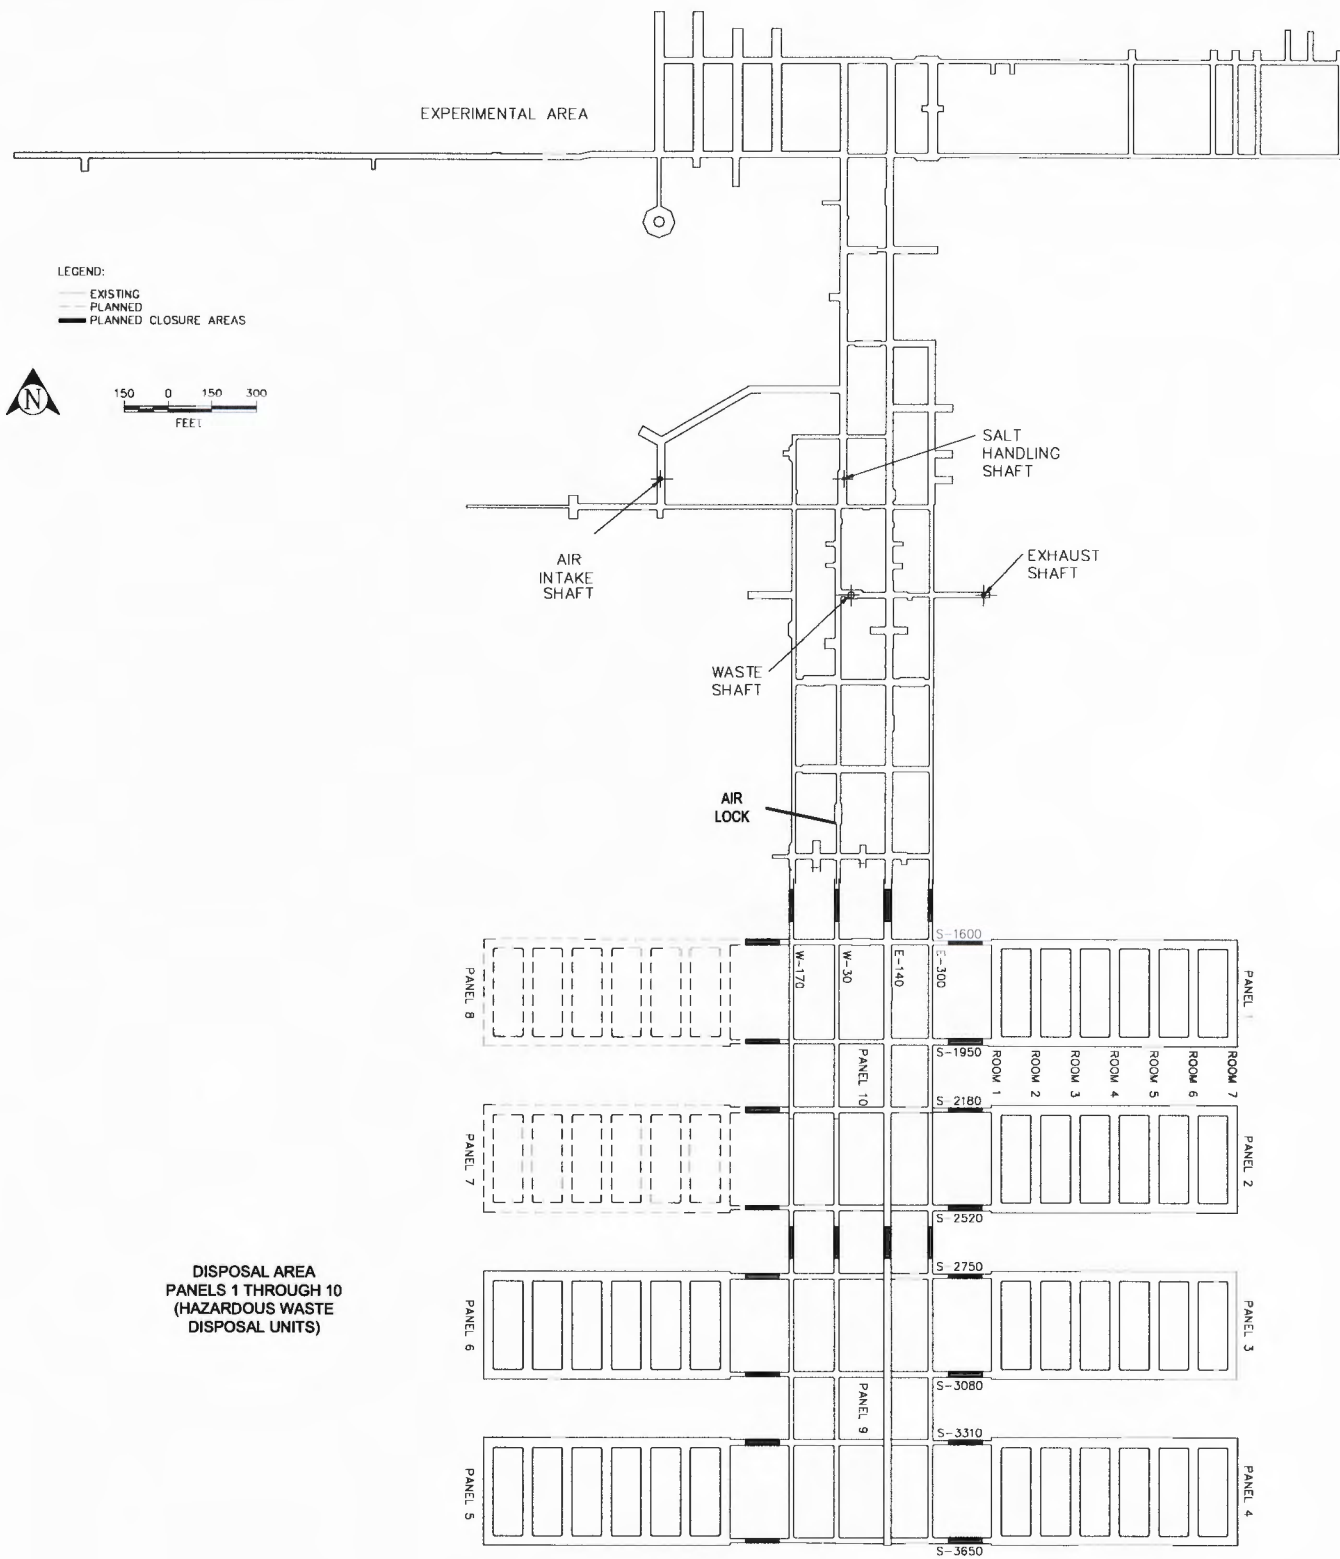 EXPERIMENTAL AREA
LEGEND:
EXISTING
PLANNED
PLANNED CLOSURE AREAS
N
150 0 150 300
FEET
SALT
HANDLING
SHAFT
AIR
INTAKE
SHAFT
EXHAUST
SHAFT
WASTE
SHAFT
AIR
LOCK
S-1600
W-170
W-30
E-140
E-300
PANEL 8
PANEL 1
S-1950
PANEL 10
ROOM 1
ROOM 2
ROOM 3
ROOM 4
ROOM 5
ROOM 6
ROOM 7
S-2180
PANEL 7
PANEL 2
S-2520
S-2750
DISPOSAL AREA
PANELS 1 THROUGH 10
(HAZARDOUS WASTE
DISPOSAL UNITS)
PANEL 6
PANEL 3
S-3080
PANEL 9
S-3310
PANEL 5
PANEL 4
S-3650